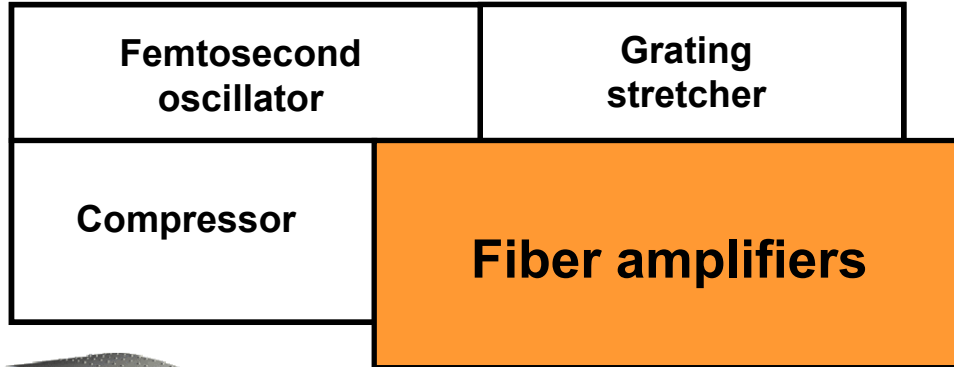 Femtosecond
oscillator
Grating
stretcher
Compressor
Fiber amplifiers